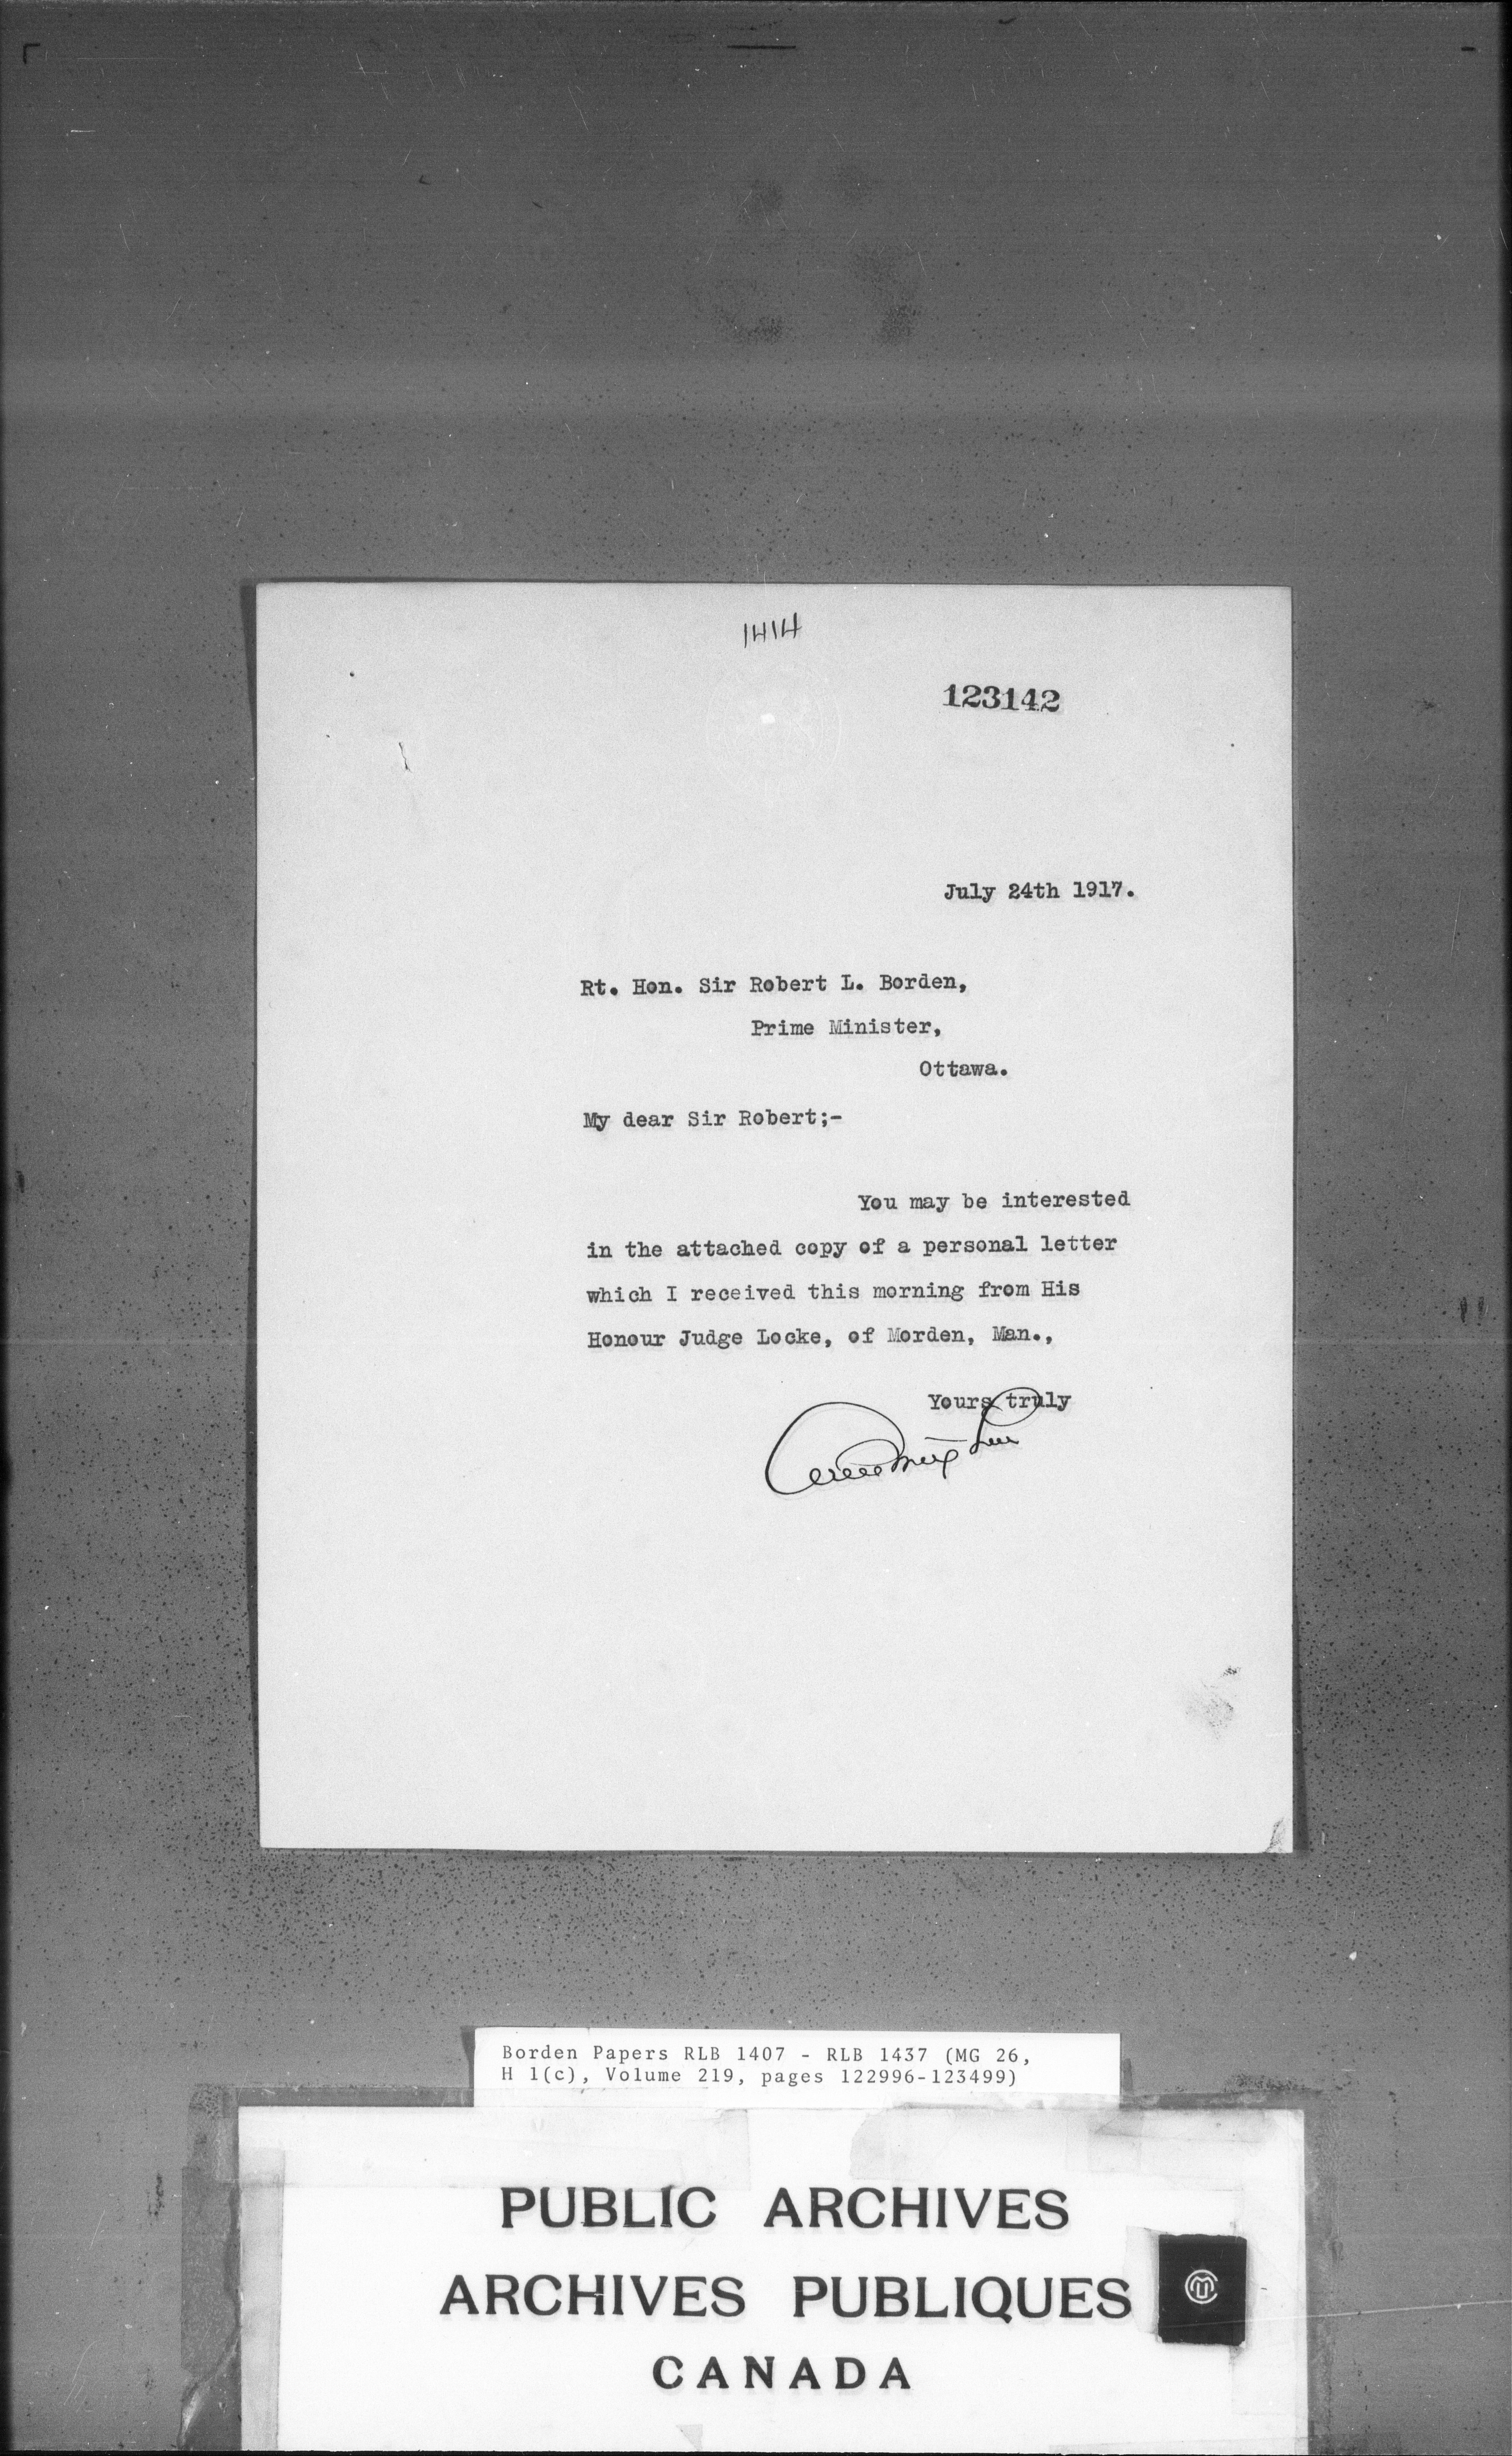 1414
123142
July 24th 1917.
Rt. Hon. Sir Robert L. Borden,
Prime Minister,
Ottawa.
My dear Sir Robert;-
You may be interested
in the attached copy of a personal letter
which I received this morning from His
Honour Judge Locke, of Morden, Man.,
Yours truly
Borden Papers RLB 1407 - RLB 1437 (MG 26,
H 1(c), Volume 219, pages 122996-123499)
PUBLIC ARCHIVES
ARCHIVES PUBLIQUES
CANADA